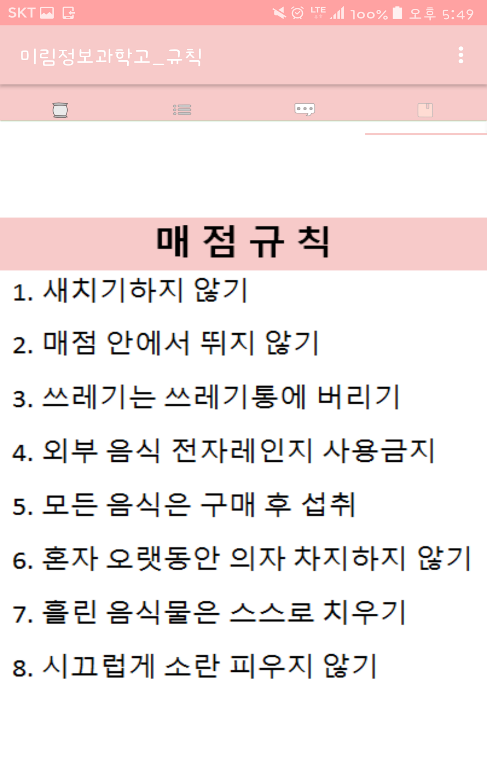 SKT LTE 100% 오후 5:49
미림정보과학고_규칙
매 점 규 칙
1. 새치기하지 않기
2. 매점 안에서 뛰지 않기
3. 쓰레기는 쓰레기통에 버리기
4. 외부 음식 전자레인지 사용금지
5. 모든 음식은 구매 후 섭취
6. 혼자 오랫동안 의자 차지하지 않기
7. 흘린 음식물은 스스로 치우기
8. 시끄럽게 소란 피우지 않기